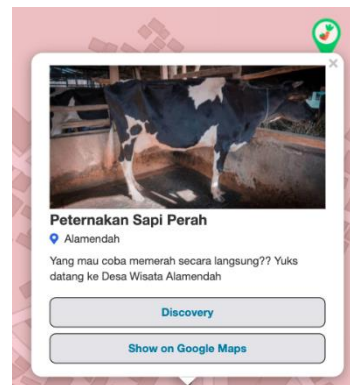 ×
Peternakan Sapi Perah
Alamendah
Yang mau coba memerah secara langsung?? Yuks
datang ke Desa Wisata Alamendah
Discovery
Show on Google Maps